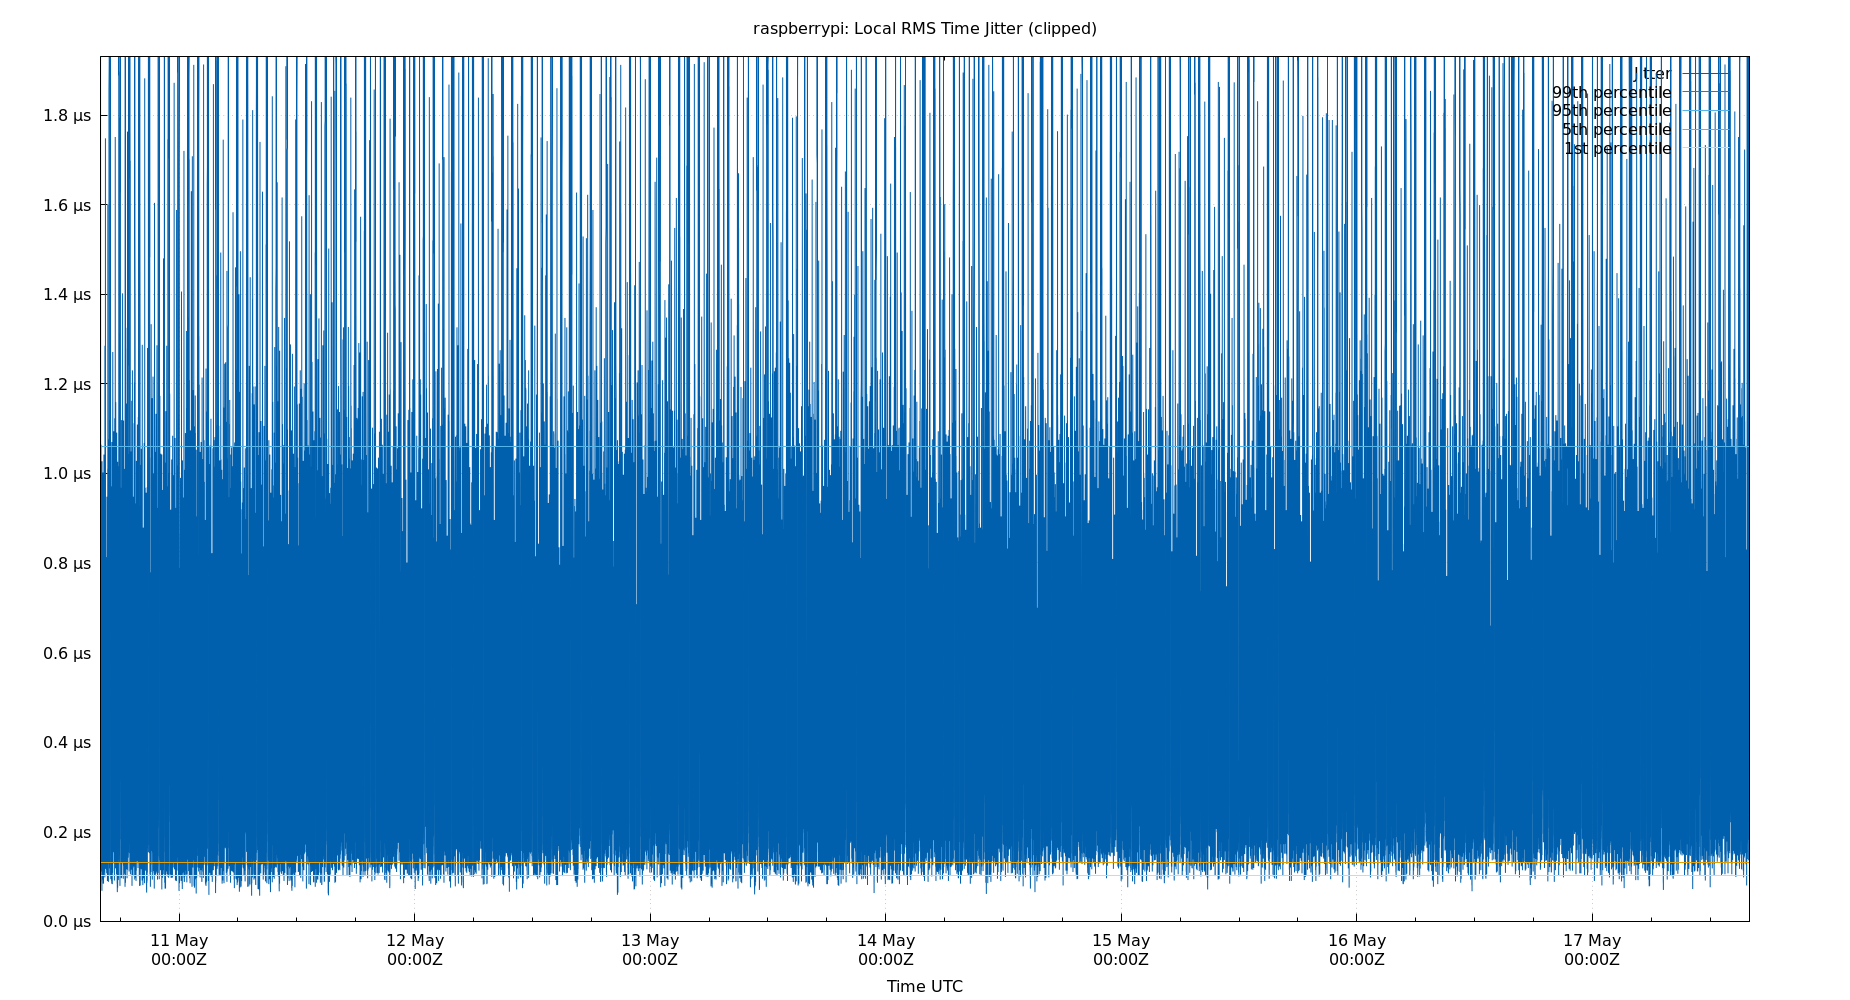 raspberrypi: Local RMS Time Jitter (clipped)
Jitter
99th percentile
95th percentile
5th percentile
1st percentile
1.8 µs
1.6 µs
1.4 µs
1.2 µs
1.0 µs
0.8 µs
0.6 µs
0.4 µs
0.2 µs
0.0 µs
11 May 12 May 13 May 14 May 15 May 16 May 17 May
00:00Z 00:00Z 00:00Z 00:00Z 00:00Z 00:00Z 00:00Z
Time UTC